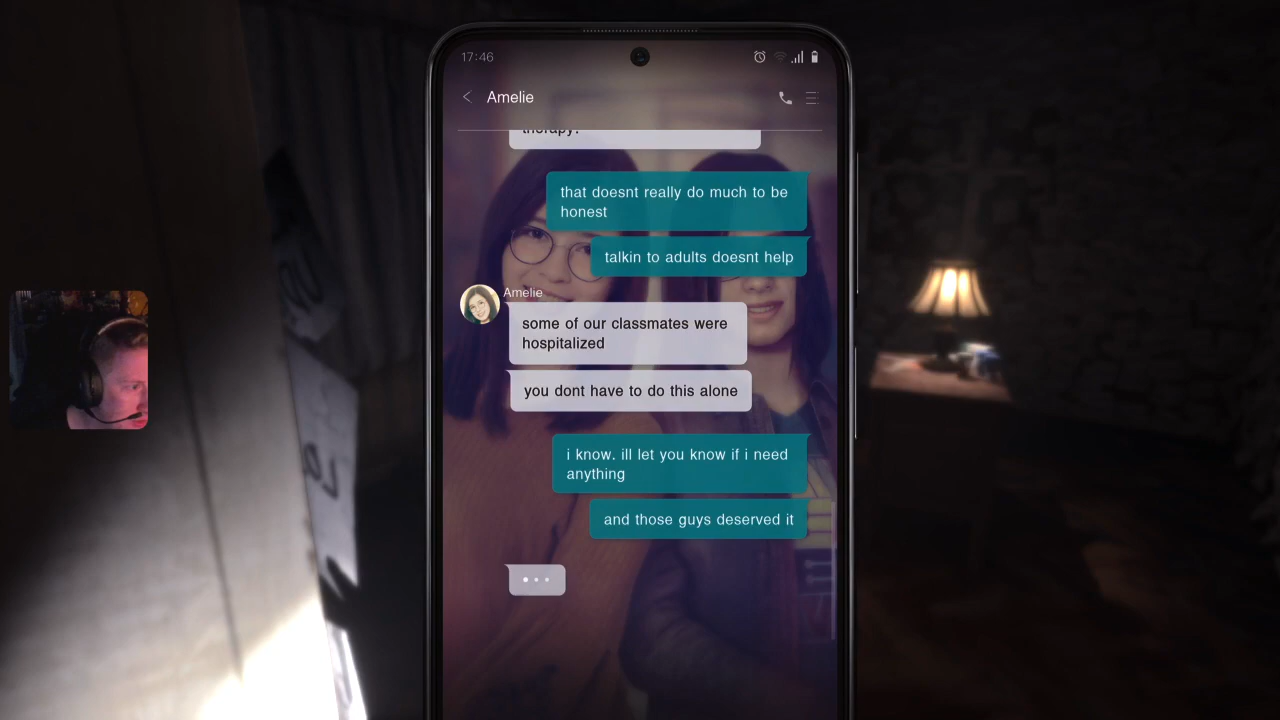 17:46
Amelie
therapy?
that doesnt really do much to be
honest
talkin to adults doesnt help
Amelie
some of our classmates were
hospitalized
you dont have to do this alone
i know. ill let you know if i need
anything
and those guys deserved it